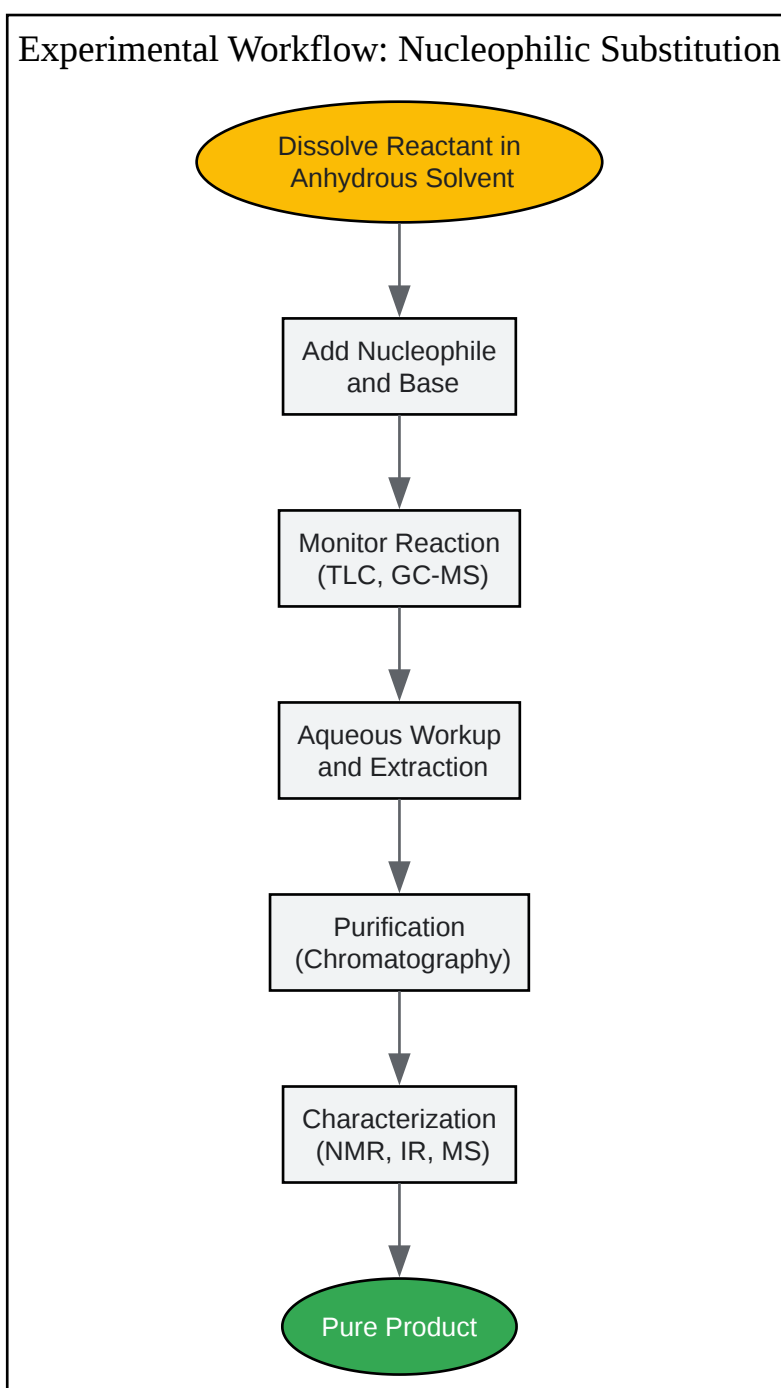 Experimental Workflow: Nucleophilic Substitution
Dissolve Reactant in
Anhydrous Solvent
Add Nucleophile
and Base
Monitor Reaction
(TLC, GC-MS)
Aqueous Workup
and Extraction
Purification
(Chromatography)
Characterization
(NMR, IR, MS)
Pure Product